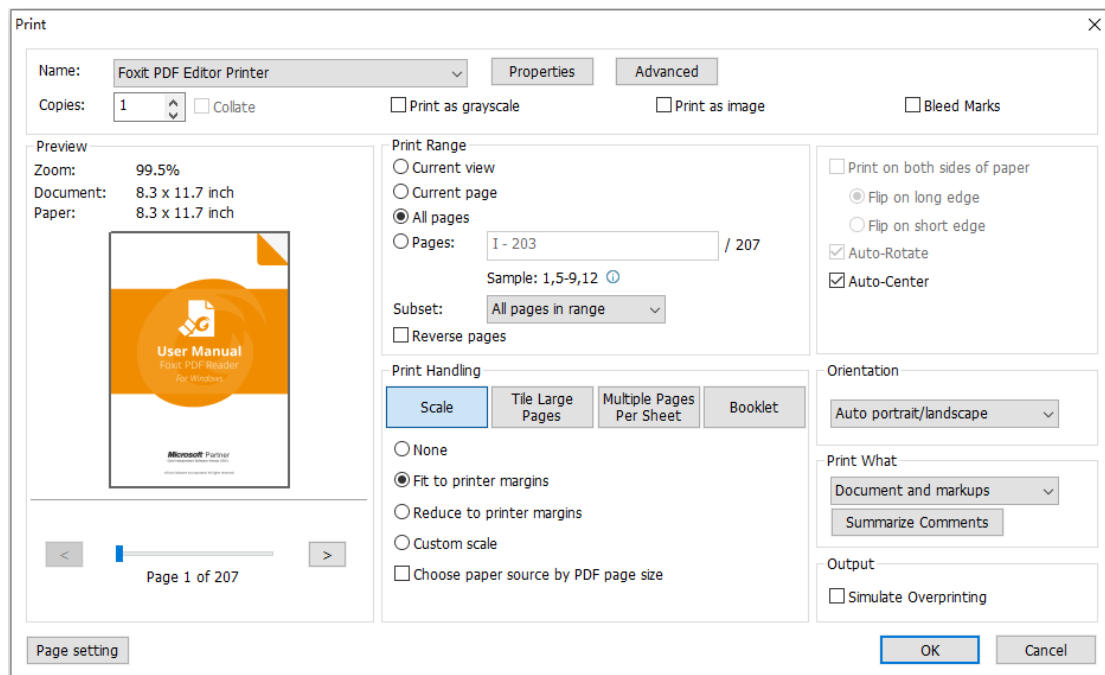 Print
Name: Foxit PDF Editor Printer Properties Advanced
Copies: 1 Collate Print as grayscale Print as image Bleed Marks
Preview
Zoom: 99.5%
Document: 8.3 x 11.7 inch
Paper: 8.3 x 11.7 inch
User Manual
Foxit PDF Reader
For Windows
Microsoft Partner
< >
Page 1 of 207
Print Range
Current view
Current page
All pages
Pages: I - 203 / 207
Sample: 1,5-9,12
Subset: All pages in range
Reverse pages
Print on both sides of paper
Flip on long edge
Flip on short edge
Auto-Rotate
Auto-Center
Print Handling
Scale
Tile Large
Pages
Multiple Pages
Per Sheet
Booklet
None
Fit to printer margins
Reduce to printer margins
Custom scale
Choose paper source by PDF page size
Orientation
Auto portrait/landscape
Print What
Document and markups
Summarize Comments
Output
Simulate Overprinting
Page setting OK Cancel